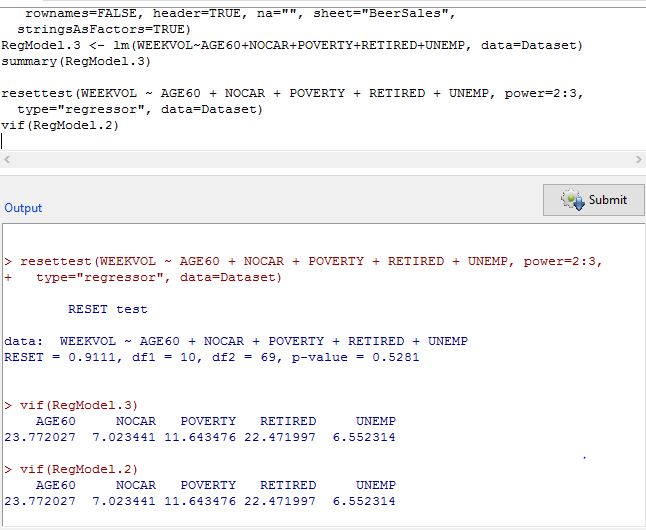 rownames=FALSE, header=TRUE, na="", sheet="BeerSales",
stringsAsFactors=TRUE)
RegModel.3 <- lm(WEEKVOL~AGE60+NOCAR+POVERTY+RETIRED+UNEMP, data=Dataset)
summary(RegModel.3)
resettest(WEEKVOL ~ AGE60 + NOCAR + POVERTY + RETIRED + UNEMP, power=2:3,
type="regressor", data=Dataset)
vif(RegModel.2)
Submit
Output
> resettest(WEEKVOL ~ AGE60 + NOCAR + POVERTY + RETIRED + UNEMP, power=2:3,
+ type="regressor", data=Dataset)
RESET test
data: WEEKVOL ~ AGE60 + NOCAR + POVERTY + RETIRED + UNEMP
RESET = 0.9111, df1 = 10, df2 = 69, p-value = 0.5281
> vif(RegModel.3)
AGE60 NOCAR POVERTY RETIRED UNEMP
23.772027 7.023441 11.643476 22.471997 6.552314
> vif(RegModel.2)
AGE60 NOCAR POVERTY RETIRED UNEMP
23.772027 7.023441 11.643476 22.471997 6.552314